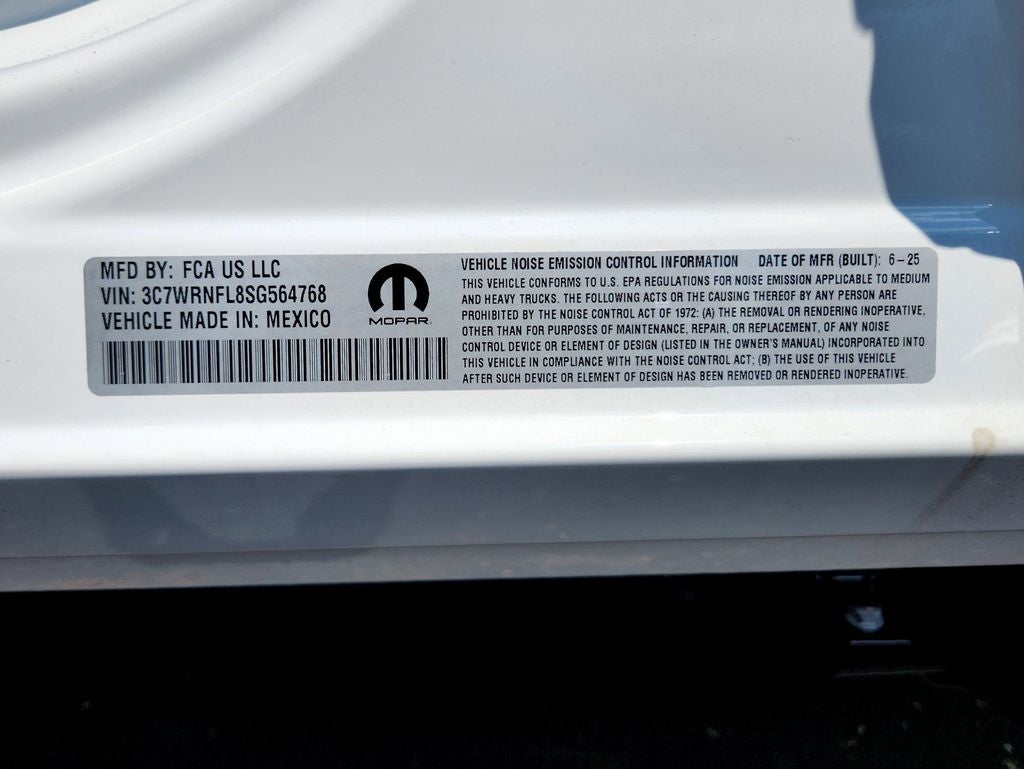 MFD BY: FCA US LLC
VIN: 3C7WRNFL8SG564768
VEHICLE MADE IN: MEXICO
MOPAR
VEHICLE NOISE EMISSION CONTROL INFORMATION DATE OF MFR (BUILT): 6-25
THIS VEHICLE CONFORMS TO U.S. EPA REGULATIONS FOR NOISE EMISSION APPLICABLE TO MEDIUM
AND HEAVY TRUCKS. THE FOLLOWING ACTS OR THE CAUSING THEREOF BY ANY PERSON ARE
PROHIBITED BY THE NOISE CONTROL ACT OF 1972: (A) THE REMOVAL OR RENDERING INOPERATIVE,
OTHER THAN FOR PURPOSES OF MAINTENANCE, REPAIR, OR REPLACEMENT, OF ANY NOISE
CONTROL DEVICE OR ELEMENT OF DESIGN (LISTED IN THE OWNER'S MANUAL) INCORPORATED INTO
THIS VEHICLE IN COMPLIANCE WITH THE NOISE CONTROL ACT; (B) THE USE OF THIS VEHICLE
AFTER SUCH DEVICE OR ELEMENT OF DESIGN HAS BEEN REMOVED OR RENDERED INOPERATIVE.